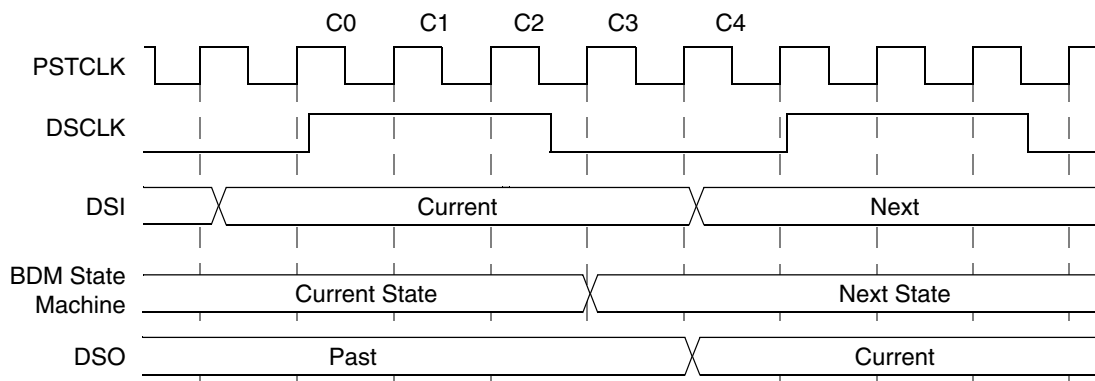 C0 C1 C2 C3 C4
PSTCLK
DSCLK
DSI Current Next
BDM State
Machine Current State Next State
DSO Past Current